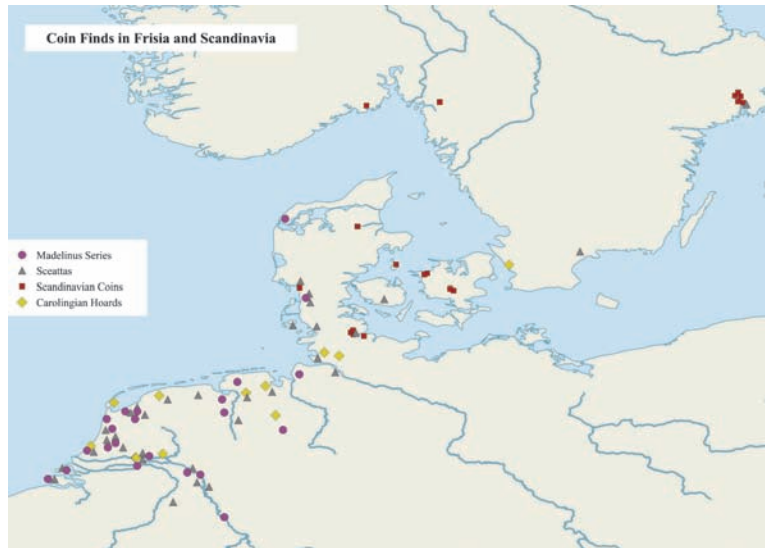 Coin Finds in Frisia and Scandinavia
Madelinus Series
Sceattas
Scandinavian Coins
Carolingian Hoards